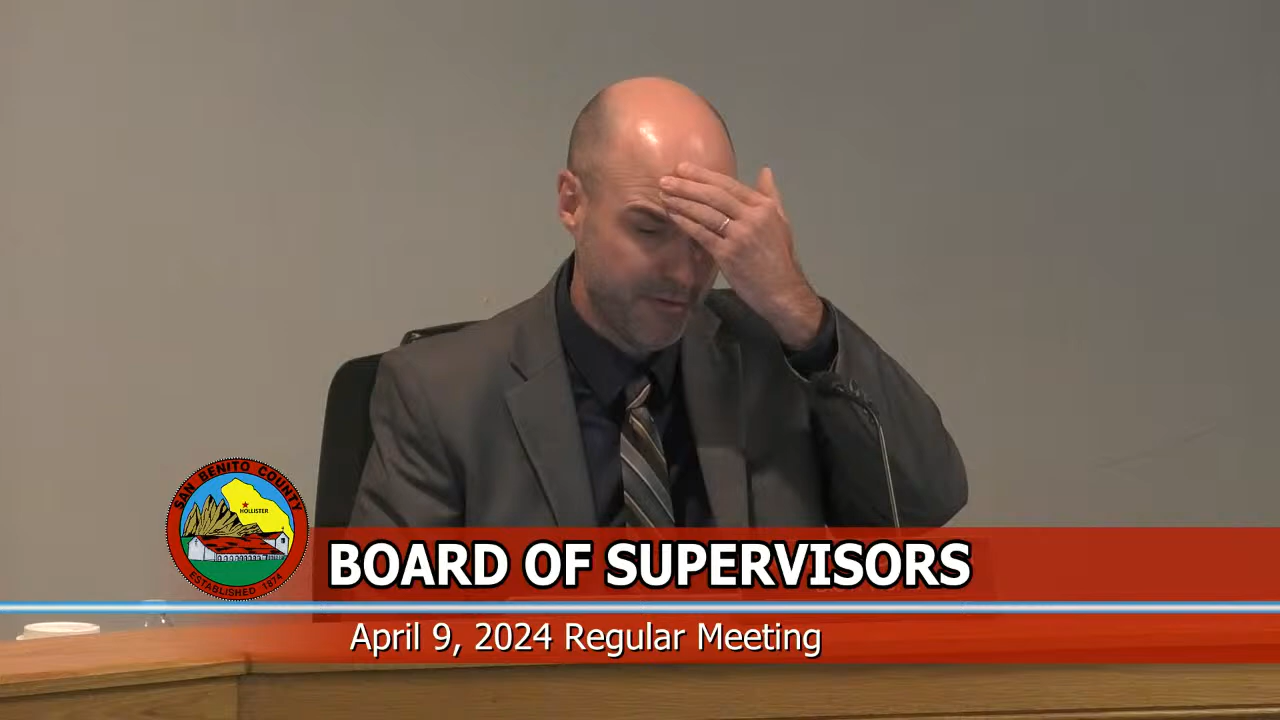 SAN BENITO COUNTY
HOLLISTER
ESTABLISHED 1874
BOARD OF SUPERVISORS
April 9, 2024 Regular Meeting